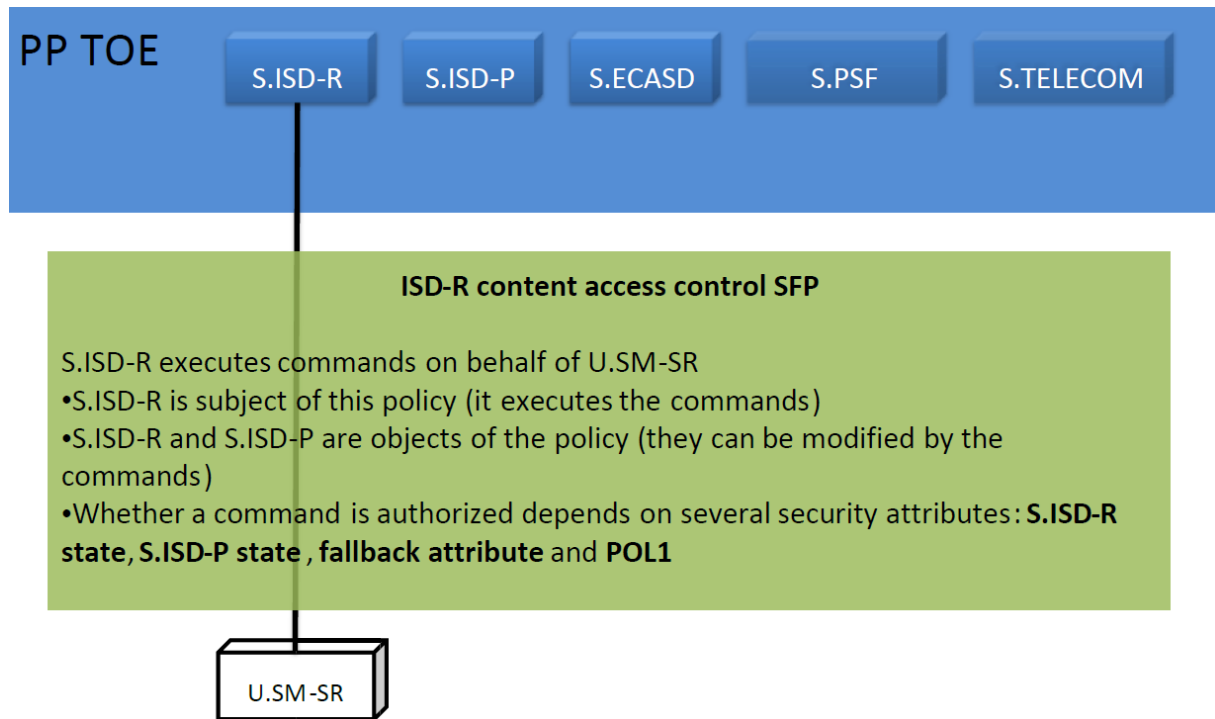 PP TOE
S.ISD-R S.ISD-P S.ECASD S.PSF S.TELECOM
ISD-R content access control SFP
S.ISD-R executes commands on behalf of U.SM-SR
•S.ISD-R is subject of this policy (it executes the commands)
•S.ISD-R and S.ISD-P are objects of the policy (they can be modified by the
commands)
•Whether a command is authorized depends on several security attributes: S.ISD-R
state, S.ISD-P state , fallback attribute and POL1
U.SM-SR